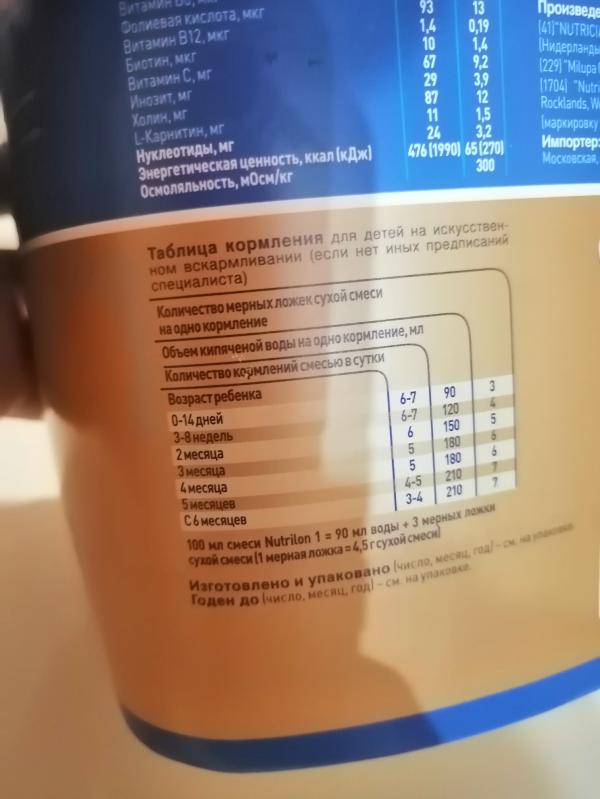 Витамин
Фолиевая кислота, мкг 93 13
Витамин B12, мкг 1,4 0,19
Биотин, мкг 10 1,4
Витамин С, мг 67 9,2
Инозит, мг 29 3,9
Холин, мг 87 12
L-Карнитин, мг 11 1,5
Нуклеотиды, мг 24 3,2
Энергетическая ценность, ккал (кДж) 476 (1990) 65 (270)
Осмоляльность, мОсм/кг 300
(41)"NUTRICIA
(229) "Milupa
(1704) "Nutri
Rocklands, We
(маркировку
Импортер:
Московская,
Таблица кормления для детей на искусствен-
ном вскармливании (если нет иных предписаний
специалиста)
Количество мерных ложек сухой смеси
на одно кормление
Объем кипяченой воды на одно кормление, мл
Количество кормлений смесью в сутки
Возраст ребенка
0-14 дней 6-7 90 3
3-8 недель 6-7 120 4
2 месяца 6 150 5
3 месяца 5 180 6
4 месяца 5 180 6
5 месяцев 4-5 210 7
С 6 месяцев 3-4 210 7
100 мл смеси Nutrilon 1 = 90 мл воды + 3 мерных ложки
сухой смеси (1 мерная ложка = 4,5 г сухой смеси)
Изготовлено и упаковано (число, месяц, год) – см. на упаковке.
Годен до (число, месяц, год) – см. на упаковке.